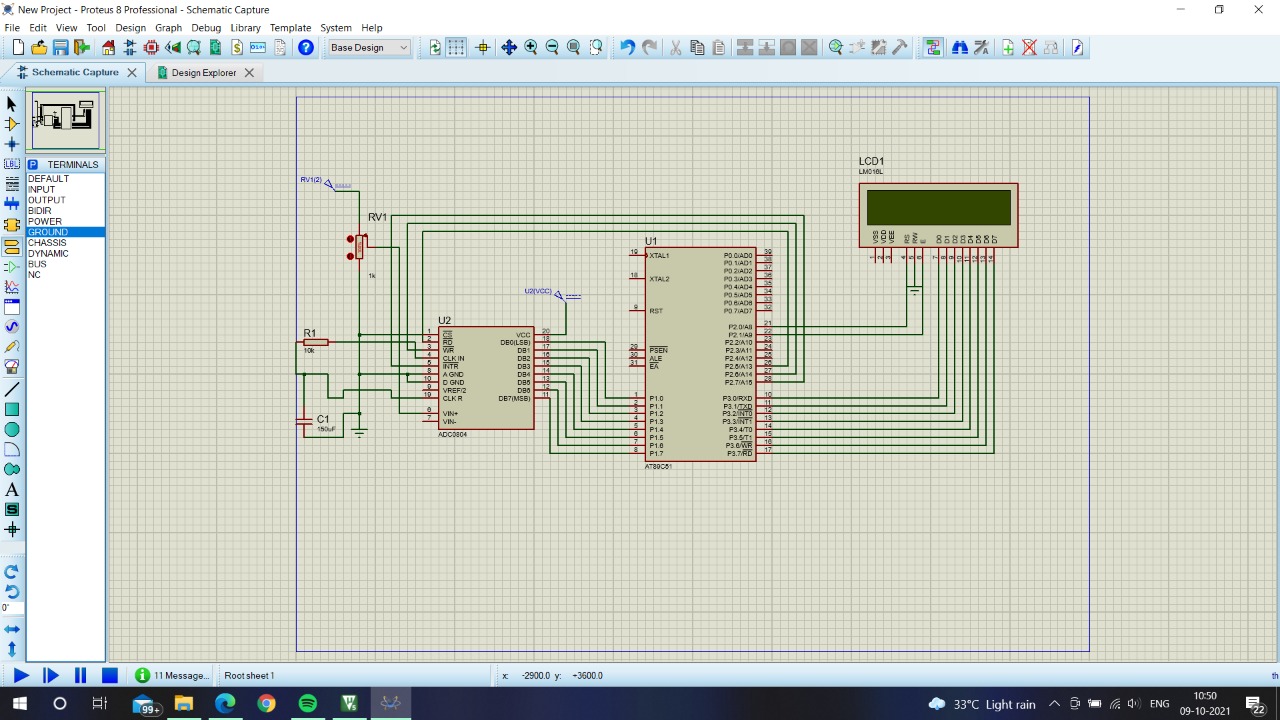 New Project - Proteus 8 Professional - Schematic Capture
File Edit View Tool Design Graph Debug Library Template System Help
Base Design
Schematic Capture
Design Explorer
TERMINALS
DEFAULT
INPUT
OUTPUT
BIDIR
POWER
GROUND
CHASSIS
DYNAMIC
BUS
NC
LBL
A
S
0°
RV1(2)
RV1
1k
R1
10k
C1
150uF
U2(VCC)
U2
1 CS
2 RD
3 WR
4 CLK IN
5 INTR
8 A GND
10 D GND
9 VREF/2
19 CLK R
6 VIN+
7 VIN-
VCC 20
DB0(LSB) 18
DB1 17
DB2 16
DB3 15
DB4 14
DB5 13
DB6 12
DB7(MSB) 11
ADC0804
U1
19 XTAL1
18 XTAL2
9 RST
29 PSEN
30 ALE
31 EA
1 P1.0
2 P1.1
3 P1.2
4 P1.3
5 P1.4
6 P1.5
7 P1.6
8 P1.7
P0.0/AD0 39
P0.1/AD1 38
P0.2/AD2 37
P0.3/AD3 36
P0.4/AD4 35
P0.5/AD5 34
P0.6/AD6 33
P0.7/AD7 32
P2.0/A8 21
P2.1/A9 22
P2.2/A10 23
P2.3/A11 24
P2.4/A12 25
P2.5/A13 26
P2.6/A14 27
P2.7/A15 28
P3.0/RXD 10
P3.1/TXD 11
P3.2/INT0 12
P3.3/INT1 13
P3.4/T0 14
P3.5/T1 15
P3.6/WR 16
P3.7/RD 17
AT89C51
LCD1
LM016L
VSS VDD VEE RS RW E D0 D1 D2 D3 D4 D5 D6 D7
1 2 3 4 5 6 7 8 9 10 11 12 13 14
11 Message...
Root sheet 1
x: -2900.0 y: +3600.0
th
99+
33°C Light rain
ENG
10:50
09-10-2021
22